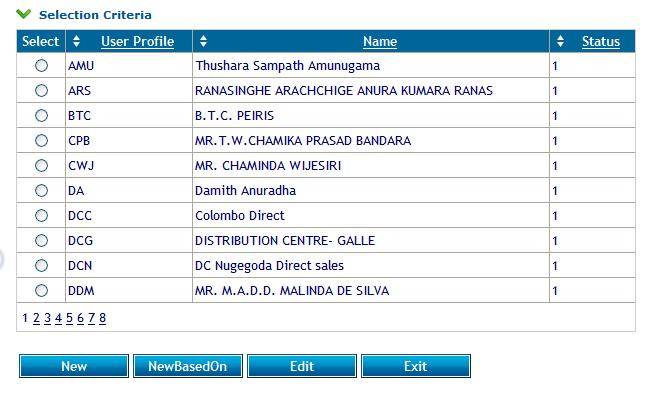 Selection Criteria
Select User Profile Name Status
AMU Thushara Sampath Amunugama 1
ARS RANASINGHE ARACHCHIGE ANURA KUMARA RANAS 1
BTC B.T.C. PEIRIS 1
CPB MR.T.W.CHAMIKA PRASAD BANDARA 1
CWJ MR. CHAMINDA WIJESIRI 1
DA Damith Anuradha 1
DCC Colombo Direct 1
DCG DISTRIBUTION CENTRE- GALLE 1
DCN DC Nugegoda Direct sales 1
DDM MR. M.A.D.D. MALINDA DE SILVA 1
1 2 3 4 5 6 7 8
New NewBasedOn Edit Exit